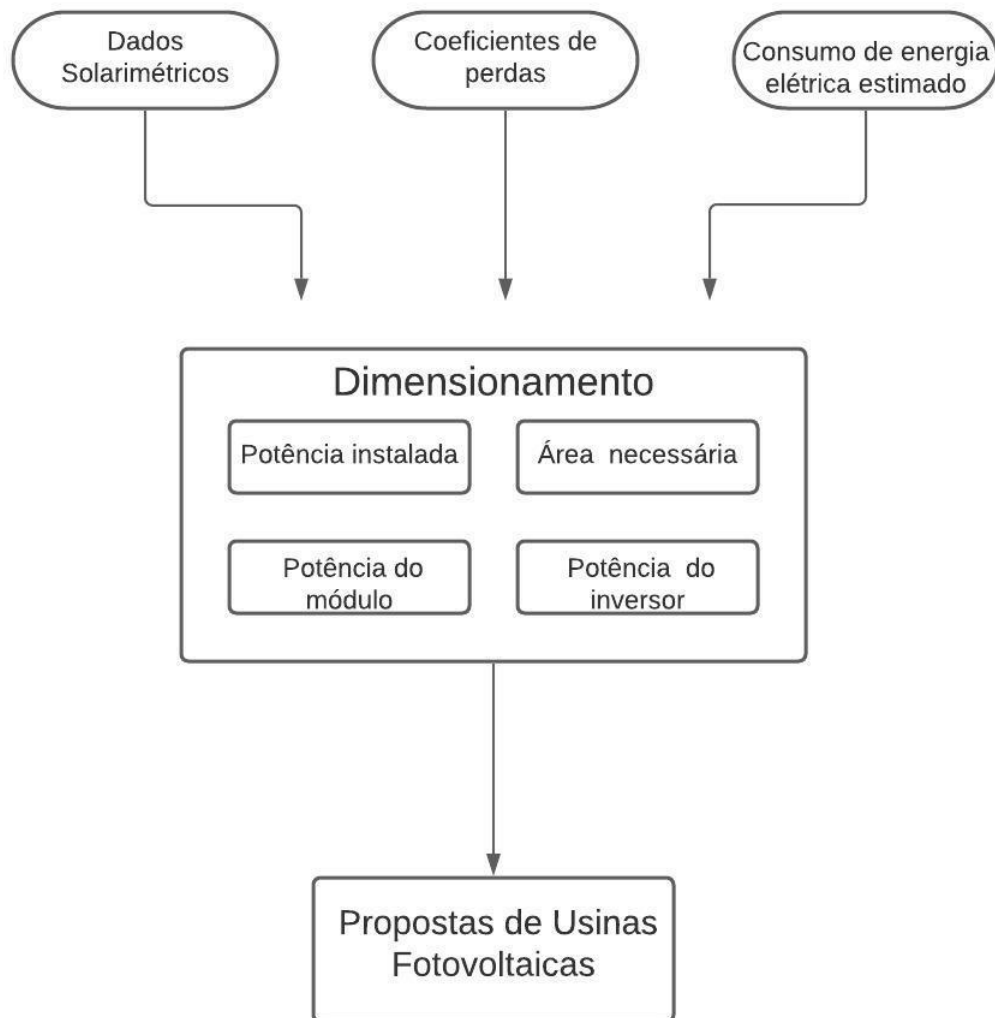 Dados
Solarimétricos
Coeficientes de
perdas
Consumo de energia
elétrica estimado
Dimensionamento
Potência instalada
Área necessária
Potência do
módulo
Potência do
inversor
Propostas de Usinas
Fotovoltaicas